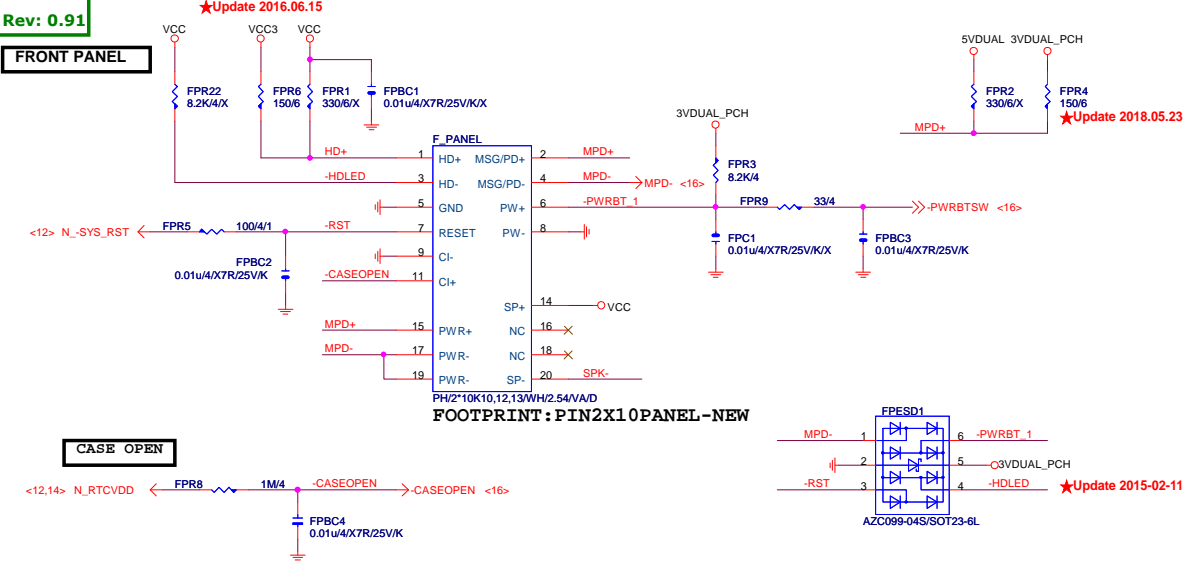 Rev: 0.91
★Update 2016.06.15
FRONT PANEL
VCC
VCC3
VCC
FPR22
8.2K/4/X
FPR6
150/6
FPR1
330/6/X
FPBC1
0.01u/4/X7R/25V/K/X
5VDUAL
3VDUAL_PCH
FPR2
330/6/X
FPR4
150/6
★Update 2018.05.23
MPD+
3VDUAL_PCH
FPR3
8.2K/4
F_PANEL
HD+
1
HD+
MSG/PD+
2
MPD+
-HDLED
3
HD-
MSG/PD-
4
MPD-
MPD- <16>
5
GND
PW+
6
-PWRBT_1
FPR9
33/4
-PWRBTSW <16>
<12> N_-SYS_RST
FPR5
100/4/1
-RST
7
RESET
PW-
8
9
CI-
FPC1
0.01u/4/X7R/25V/K/X
FPBC3
0.01u/4/X7R/25V/K
FPBC2
0.01u/4/X7R/25V/K
-CASEOPEN
11
CI+
SP+
14
VCC
MPD+
15
PWR+
NC
16
MPD-
17
PWR-
NC
18
19
PWR-
SP-
20
SPK-
PH/2*10K10,12,13/WH/2.54/VA/D
FOOTPRINT:PIN2X10PANEL-NEW
CASE OPEN
<12,14> N_RTCVDD
FPR8
1M/4
-CASEOPEN
-CASEOPEN <16>
FPBC4
0.01u/4/X7R/25V/K
FPESD1
MPD-
1
6
-PWRBT_1
2
5
3VDUAL_PCH
-RST
3
4
-HDLED
★Update 2015-02-11
AZC099-04S/SOT23-6L